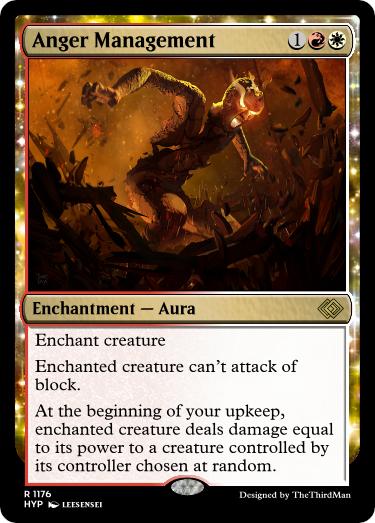 Anger Management 1
Enchantment — Aura
Enchant creature
Enchanted creature can't attack of
block.
At the beginning of your upkeep,
enchanted creature deals damage equal
to its power to a creature controlled by
its controller chosen at random.
R 1176
HYP LEESENSEI
Designed by TheThirdMan